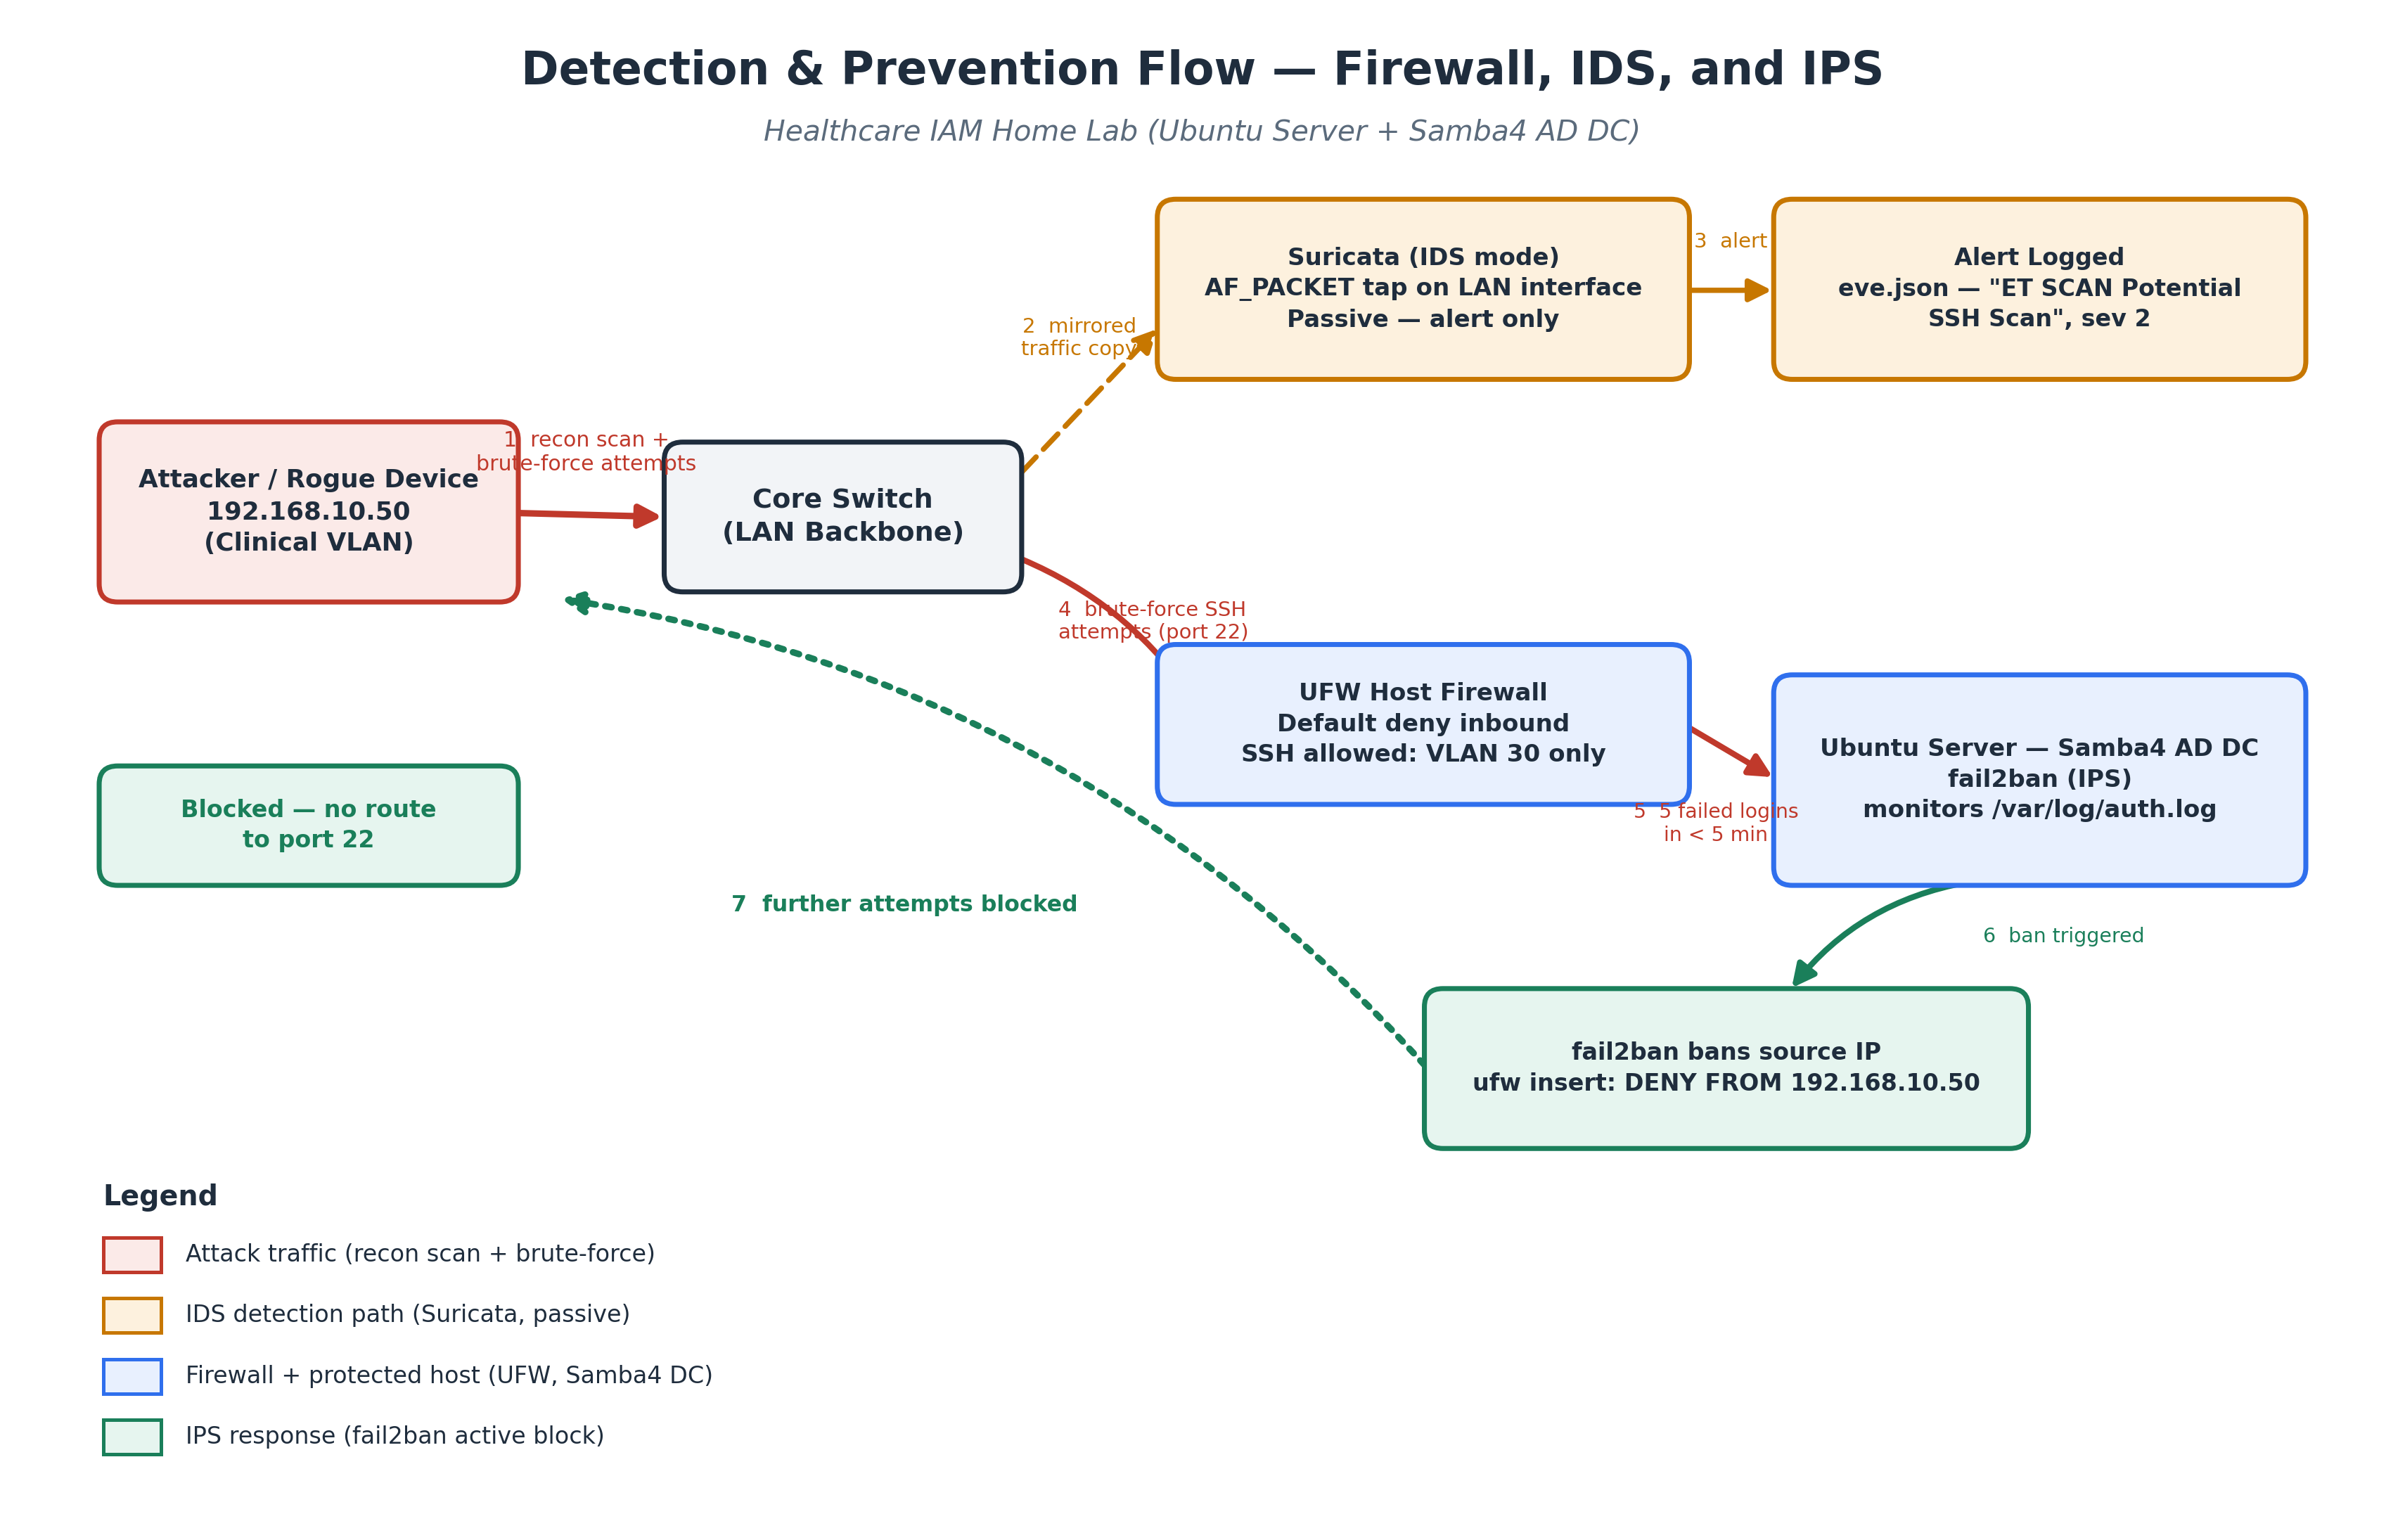 Detection & Prevention Flow — Firewall, IDS, and IPS
Healthcare IAM Home Lab (Ubuntu Server + Samba4 AD DC)
Suricata (IDS mode)
AF_PACKET tap on LAN interface
Passive — alert only
3  alert
Alert Logged
eve.json — "ET SCAN Potential
SSH Scan", sev 2
2  mirrored
traffic copy
Attacker / Rogue Device
192.168.10.50
(Clinical VLAN)
1  recon scan +
brute-force attempts
Core Switch
(LAN Backbone)
4  brute-force SSH
attempts (port 22)
UFW Host Firewall
Default deny inbound
SSH allowed: VLAN 30 only
Ubuntu Server — Samba4 AD DC
fail2ban (IPS)
monitors /var/log/auth.log
5  5 failed logins
in < 5 min
Blocked — no route
to port 22
7  further attempts blocked
6  ban triggered
fail2ban bans source IP
ufw insert: DENY FROM 192.168.10.50
Legend
Attack traffic (recon scan + brute-force)
IDS detection path (Suricata, passive)
Firewall + protected host (UFW, Samba4 DC)
IPS response (fail2ban active block)